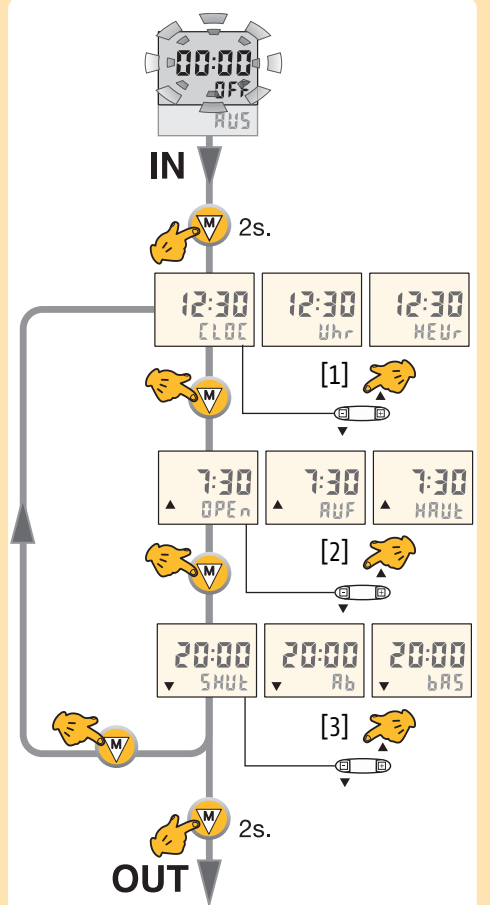 00:00
OFF
AUS
IN
M 2s.
12:30 12:30 12:30
CLOC Uhr HEUr
[1]
M
- +
7:30 7:30 7:30
OPEn AUF HAUt
[2]
M
- +
20:00 20:00 20:00
SHUt Ab bAS
[3]
M
- +
M 2s.
OUT